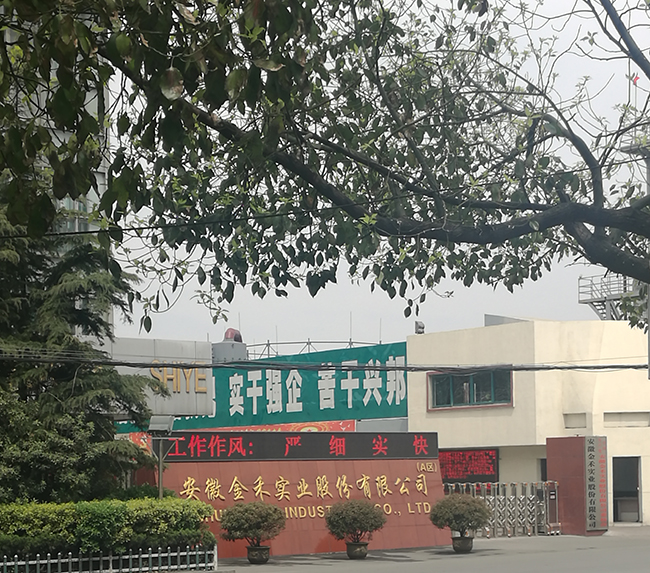 SHIYE
实干强企 苦干兴邦
工作作风： 严 细 实 快
(A区)
安徽金禾实业股份有限公司
INDUST CO., LTD
安徽金禾实业股份有限公司